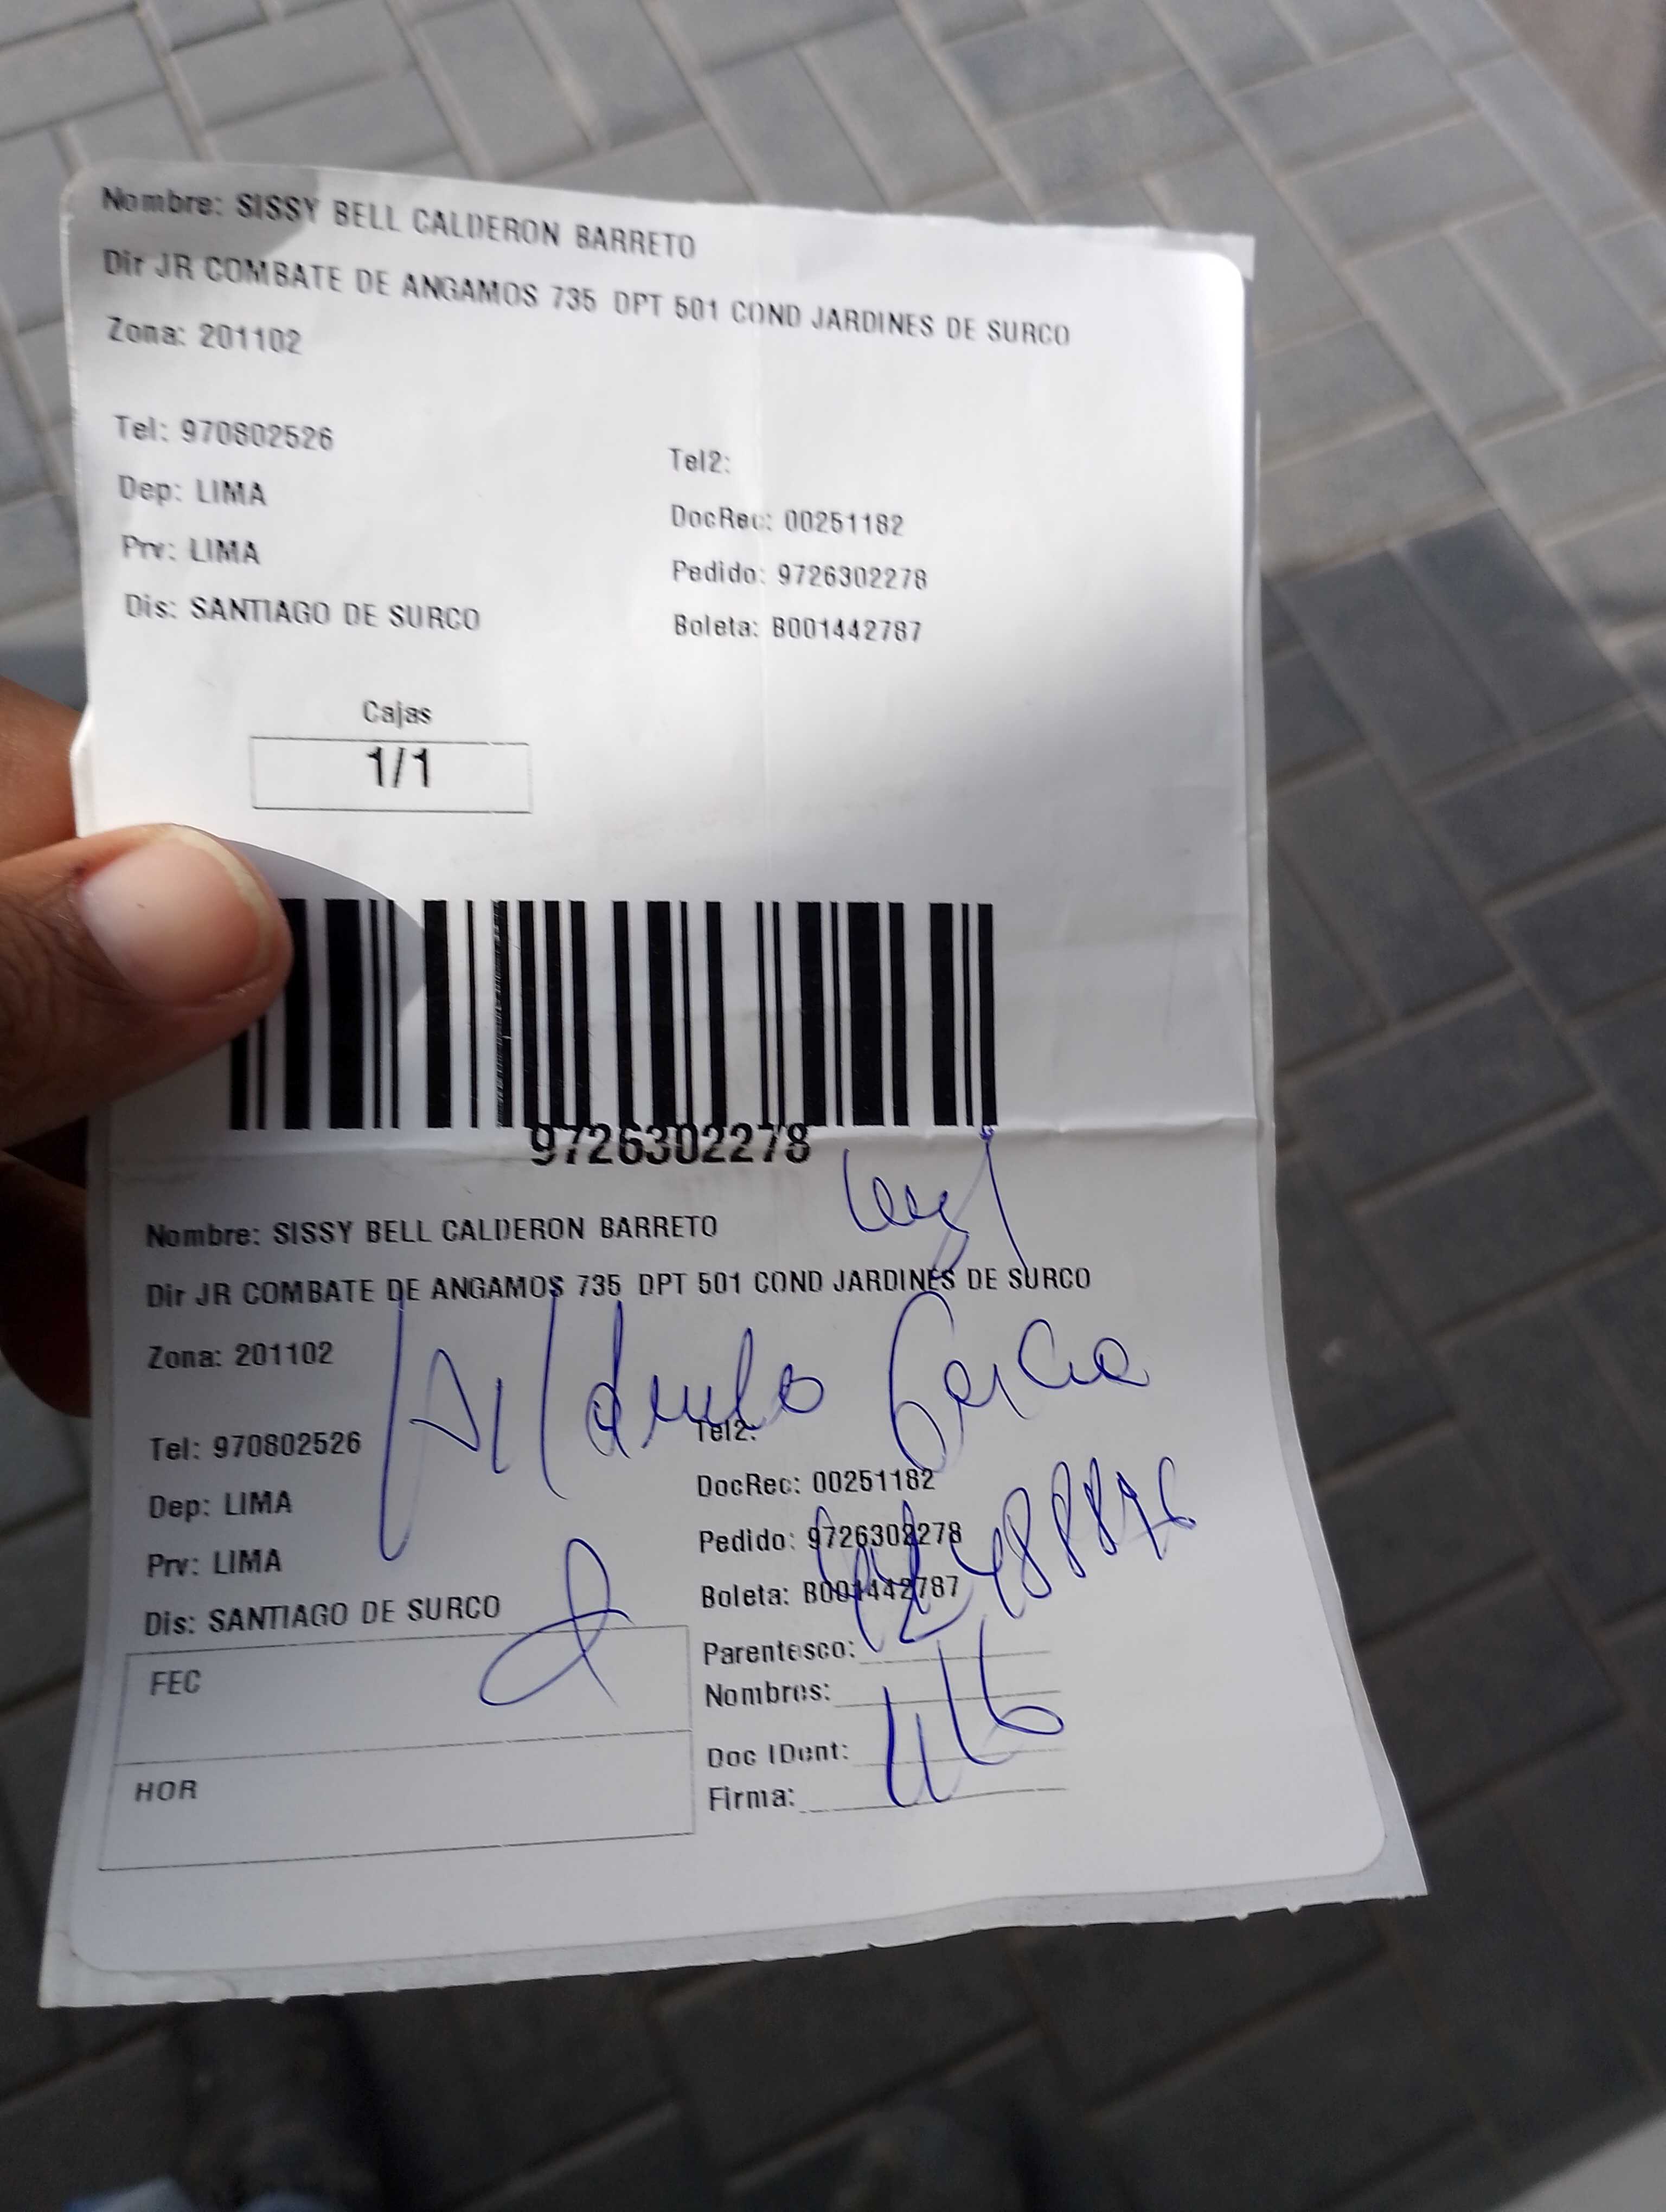 Nombre: SISSY BELL CALDERON BARRETO
Dir JR COMBATE DE ANGAMOS 735 DPT 501 COND JARDINES DE SURCO
Zona: 201102
Tel: 970802526
Tel2:
Dep: LIMA
DocRec: 00251182
Prv: LIMA
Pedido: 9726302278
Dis: SANTIAGO DE SURCO
Boleta: B001442787
Cajas
1/1
9726302278
Nombre: SISSY BELL CALDERON BARRETO
Dir JR COMBATE DE ANGAMOS 735 DPT 501 COND JARDINES DE SURCO
Zona: 201102
Garcia
Tel: 970802526
Tel2:
Dep: LIMA
DocRec: 00251182
Prv: LIMA
Pedido: 9726302278
Dis: SANTIAGO DE SURCO
Boleta: B001442787
Parentesco:
FEC
Nombres:
Doc IDent:
HOR
Firma: